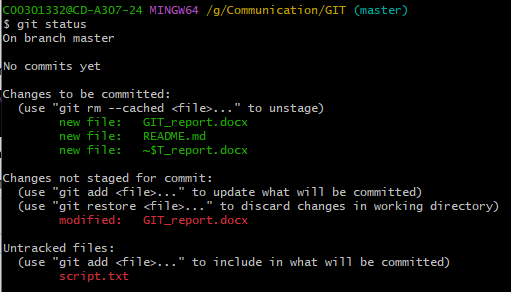 C00301332@CD-A307-24 MINGW64 /g/Communication/GIT (master)
$ git status
On branch master

No commits yet

Changes to be committed:
  (use "git rm --cached <file>..." to unstage)
        new file:   GIT_report.docx
        new file:   README.md
        new file:   ~$T_report.docx

Changes not staged for commit:
  (use "git add <file>..." to update what will be committed)
  (use "git restore <file>..." to discard changes in working directory)
        modified:   GIT_report.docx

Untracked files:
  (use "git add <file>..." to include in what will be committed)
        script.txt